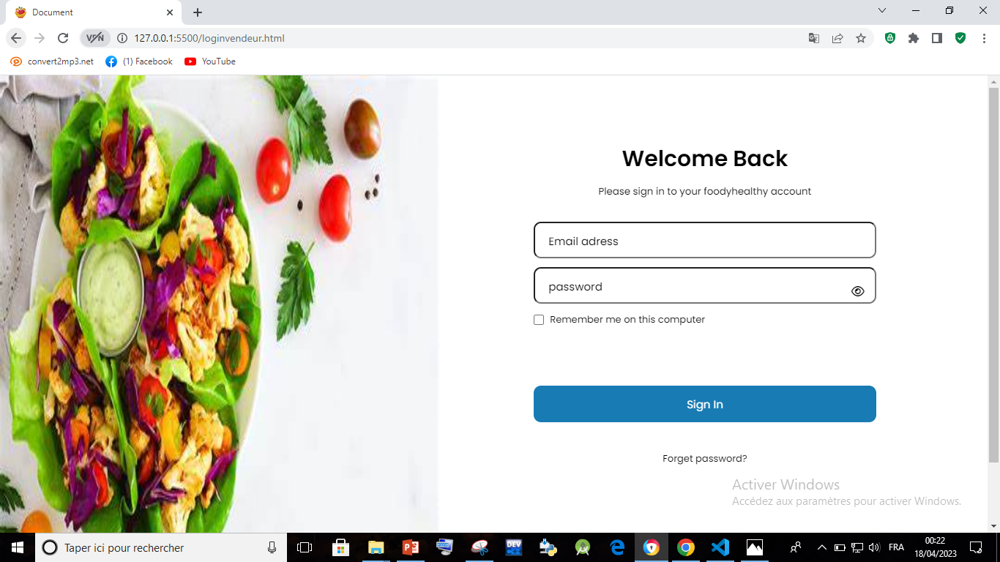 Document
VPN
127.0.0.1:5500/loginvendeur.html
convert2mp3.net
(1) Facebook
YouTube
Welcome Back
Please sign in to your foodyhealthy account
Email adress
password
Remember me on this computer
Sign In
Forget password?
Activer Windows
Accédez aux paramètres pour activer Windows.
Taper ici pour rechercher
DEV
FRA
00:22
18/04/2023